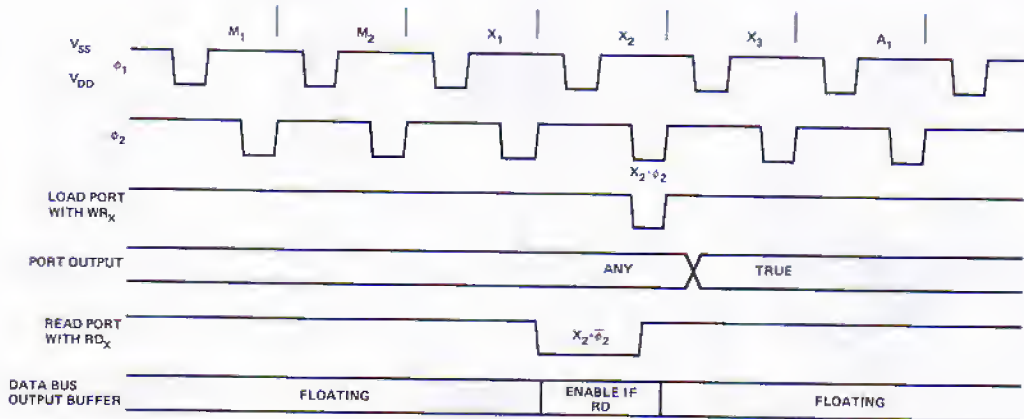 M1 M2 X1 X2 X3 A1
VSS
φ1
VDD
φ2
X2·φ2
LOAD PORT
WITH WRX
PORT OUTPUT
ANY
TRUE
READ PORT
WITH RDX
X2·φ̅2
DATA BUS
OUTPUT BUFFER
FLOATING
ENABLE IF
RD
FLOATING